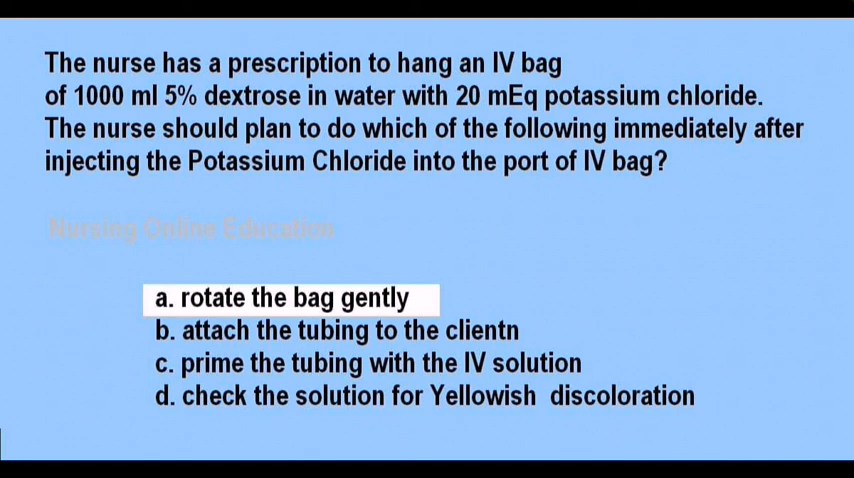 The nurse has a prescription to hang an IV bag
of 1000 ml 5% dextrose in water with 20 mEq potassium chloride.
The nurse should plan to do which of the following immediately after
injecting the Potassium Chloride into the port of IV bag?
Nursing Online Education
a. rotate the bag gently
b. attach the tubing to the clientn
c. prime the tubing with the IV solution
d. check the solution for Yellowish discoloration